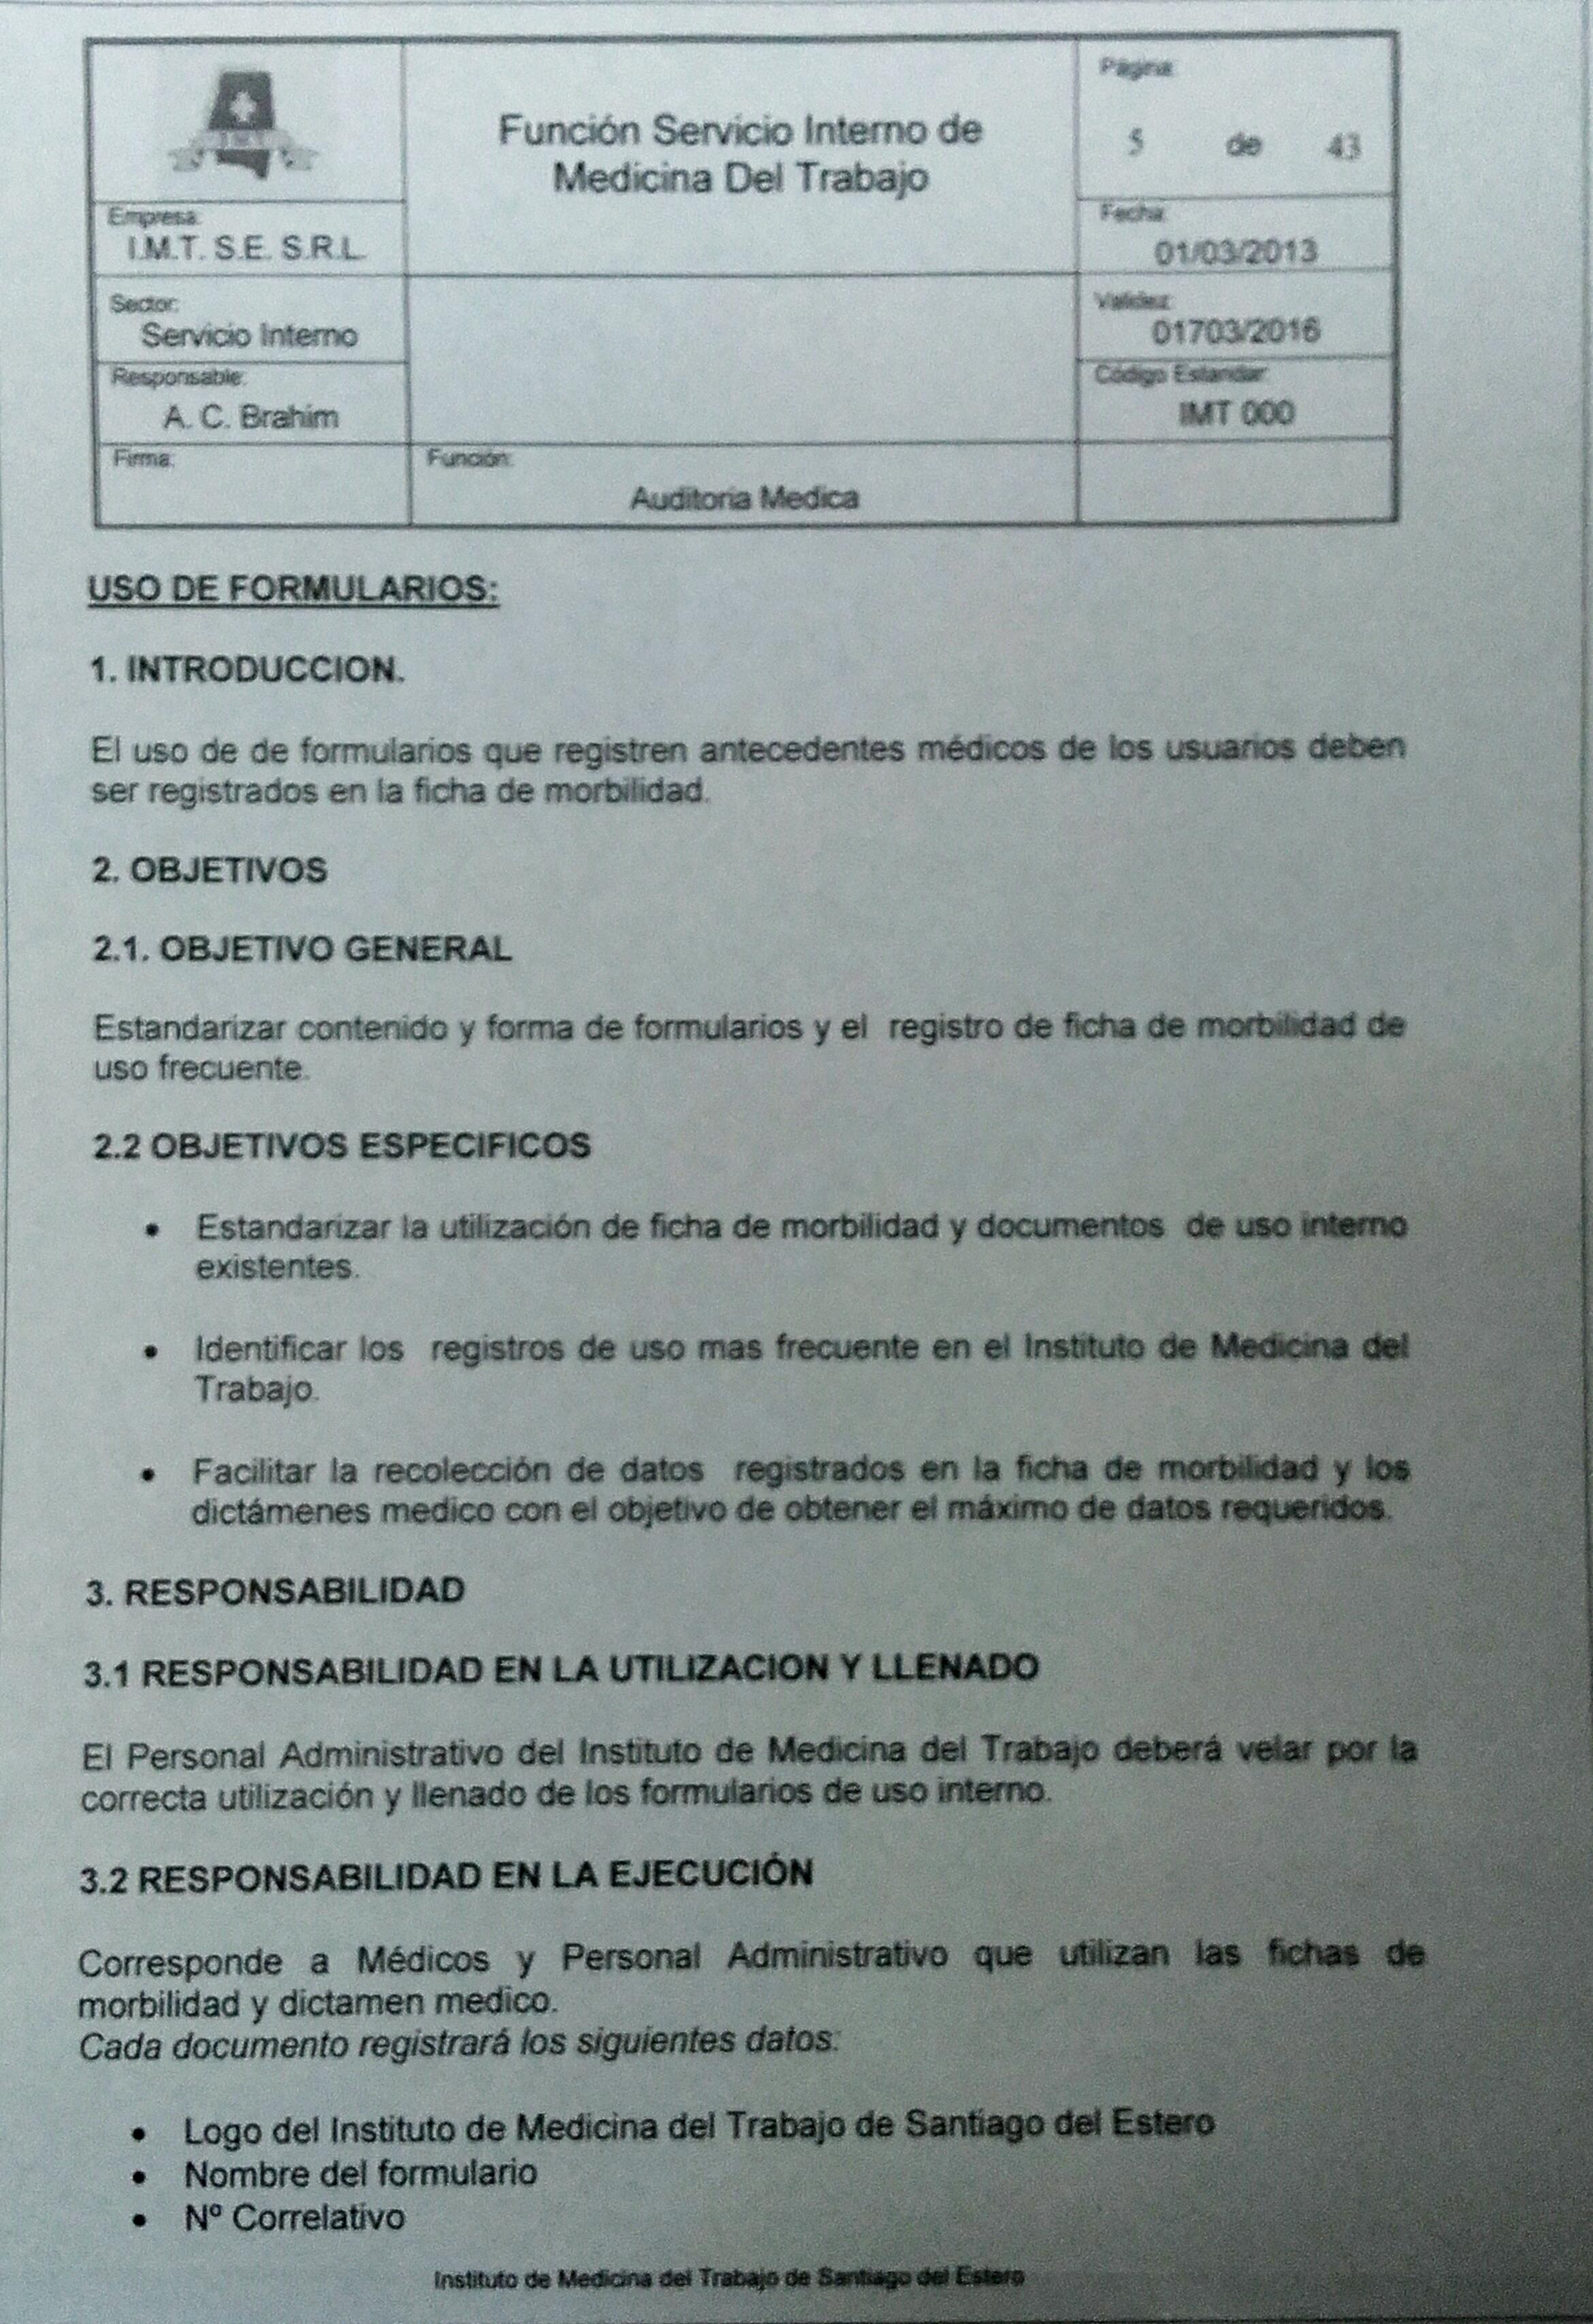 Función Servicio Interno de
Medicina Del Trabajo
Página:
5 de 43
Empresa:
I.M.T. S.E. S.R.L.
Fecha:
01/03/2013
Sector:
Servicio Interno
Validez:
01703/2016
Responsable:
A. C. Brahim
Código Estandar:
IMT 000
Firma:
Función:
Auditoria Medica
USO DE FORMULARIOS:
1. INTRODUCCION.
El uso de de formularios que registren antecedentes médicos de los usuarios deben
ser registrados en la ficha de morbilidad.
2. OBJETIVOS
2.1. OBJETIVO GENERAL
Estandarizar contenido y forma de formularios y el registro de ficha de morbilidad de
uso frecuente.
2.2 OBJETIVOS ESPECIFICOS
• Estandarizar la utilización de ficha de morbilidad y documentos de uso interno
existentes.
• Identificar los registros de uso mas frecuente en el Instituto de Medicina del
Trabajo.
• Facilitar la recolección de datos registrados en la ficha de morbilidad y los
dictámenes medico con el objetivo de obtener el máximo de datos requeridos.
3. RESPONSABILIDAD
3.1 RESPONSABILIDAD EN LA UTILIZACION Y LLENADO
El Personal Administrativo del Instituto de Medicina del Trabajo deberá velar por la
correcta utilización y llenado de los formularios de uso interno.
3.2 RESPONSABILIDAD EN LA EJECUCIÓN
Corresponde a Médicos y Personal Administrativo que utilizan las fichas de
morbilidad y dictamen medico.
Cada documento registrará los siguientes datos:
• Logo del Instituto de Medicina del Trabajo de Santiago del Estero
• Nombre del formulario
• Nº Correlativo
Instituto de Medicina del Trabajo de Santiago del Estero